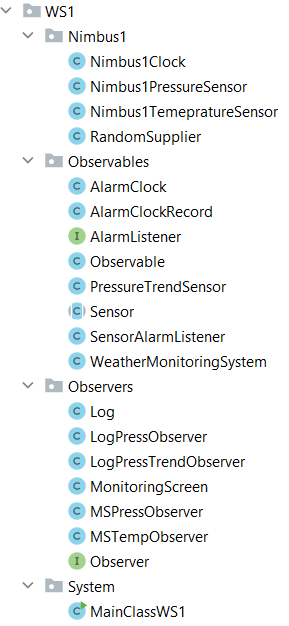 WS1
Nimbus1
C Nimbus1Clock
C Nimbus1PressureSensor
C Nimbus1TemepratureSensor
C RandomSupplier
Observables
C AlarmClock
C AlarmClockRecord
I AlarmListener
C Observable
C PressureTrendSensor
C Sensor
C SensorAlarmListener
C WeatherMonitoringSystem
Observers
C Log
C LogPressObserver
C LogPressTrendObserver
C MonitoringScreen
C MSPressObserver
C MSTempObserver
I Observer
System
C MainClassWS1